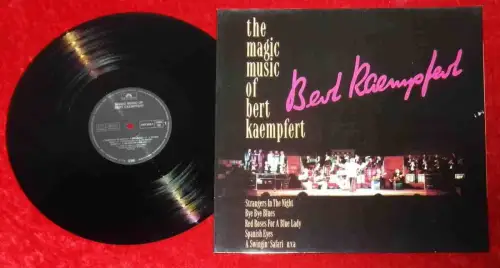 the
magic
music
of
bert
kaempfert
Bert Kaempfert
Strangers In The Night
Bye Bye Blues
Red Roses For A Blue Lady
Spanish Eyes
A Swingin' Safari u.v.a.